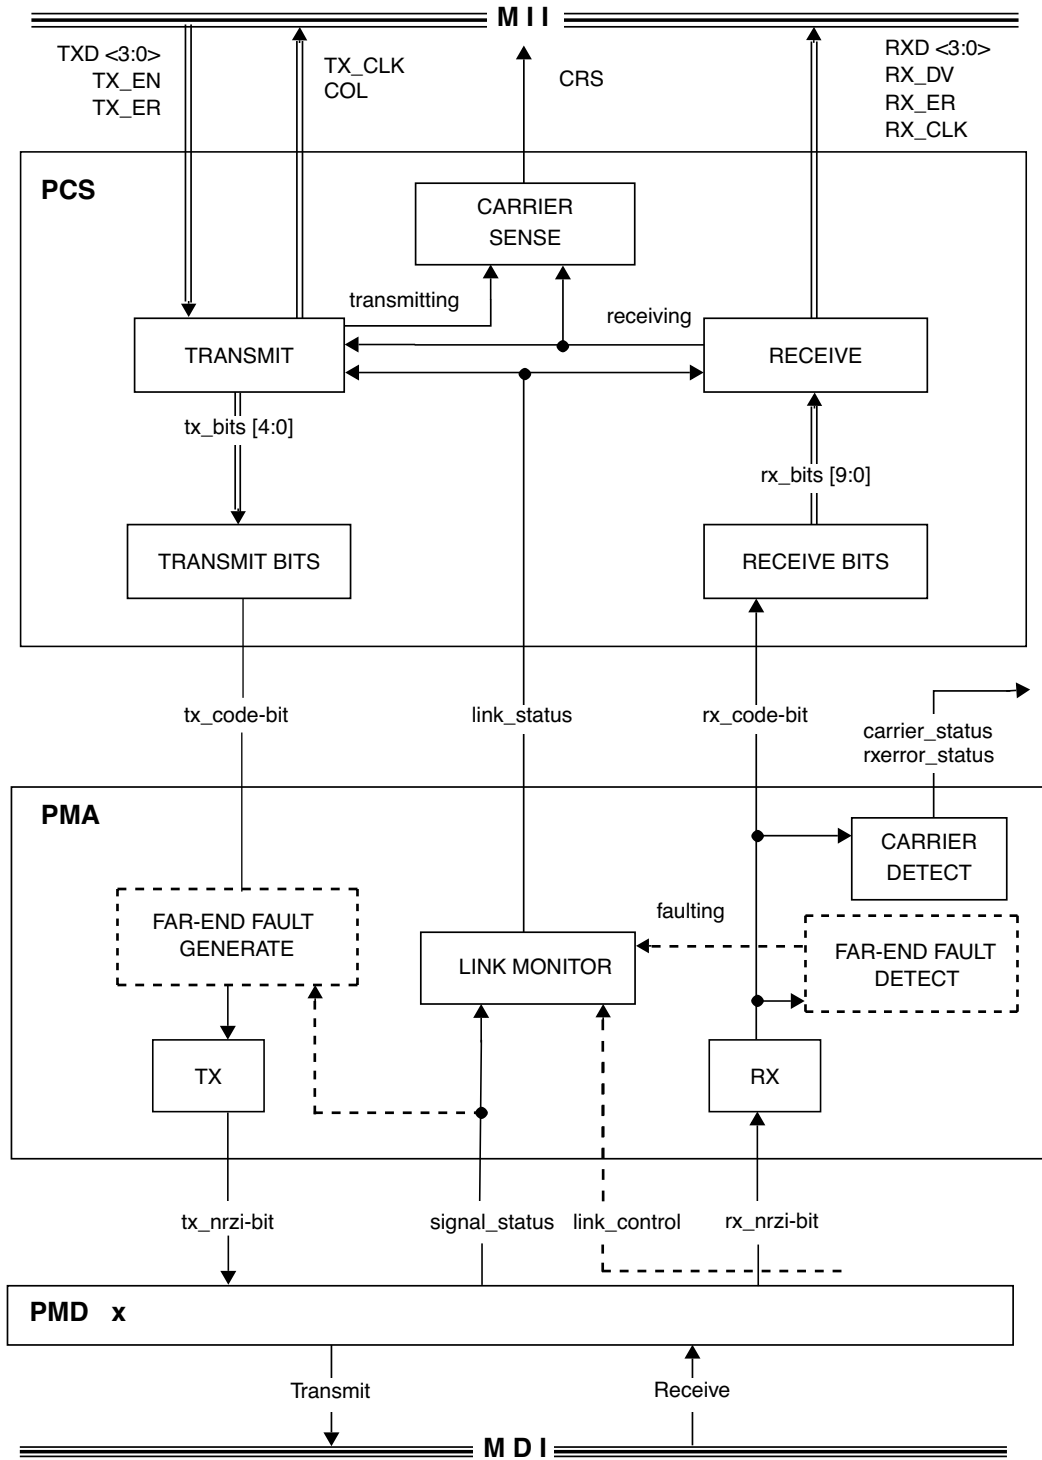 M I I
TXD <3:0>
TX_EN
TX_ER
TX_CLK
COL
CRS
RXD <3:0>
RX_DV
RX_ER
RX_CLK
PCS
CARRIER
SENSE
transmitting
receiving
TRANSMIT
RECEIVE
tx_bits [4:0]
rx_bits [9:0]
TRANSMIT BITS
RECEIVE BITS
tx_code-bit
link_status
rx_code-bit
carrier_status
rxerror_status
PMA
CARRIER
DETECT
FAR-END FAULT
GENERATE
faulting
LINK MONITOR
FAR-END FAULT
DETECT
TX
RX
tx_nrzi-bit
signal_status
link_control
rx_nrzi-bit
PMD x
Transmit
Receive
M D I